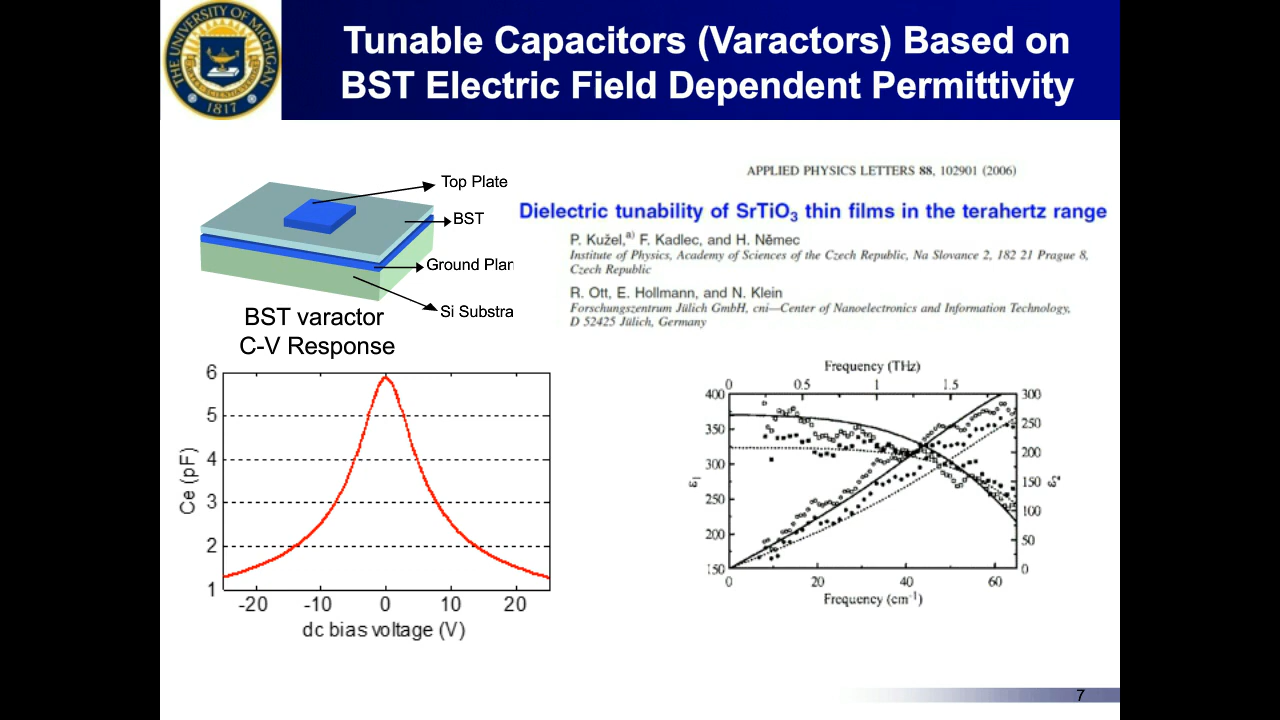 THE UNIVERSITY OF MICHIGAN
1817
Tunable Capacitors (Varactors) Based on
BST Electric Field Dependent Permittivity
Top Plate
BST
Ground Plan
Si Substra
BST varactor
C-V Response
6
5
4
3
2
1
Ce (pF)
-20 -10 0 10 20
dc bias voltage (V)
APPLIED PHYSICS LETTERS 88, 102901 (2006)
Dielectric tunability of SrTiO3 thin films in the terahertz range
P. Kužel,a) F. Kadlec, and H. Němec
Institute of Physics, Academy of Sciences of the Czech Republic, Na Slovance 2, 182 21 Prague 8,
Czech Republic
R. Ott, E. Hollmann, and N. Klein
Forschungszentrum Jülich GmbH, cni—Center of Nanoelectronics and Information Technology,
D 52425 Jülich, Germany
Frequency (THz)
0 0.5 1 1.5
400
350
300
250
200
150
ε1
300
250
200
150
100
50
0
ε2
0 20 40 60
Frequency (cm-1)
7